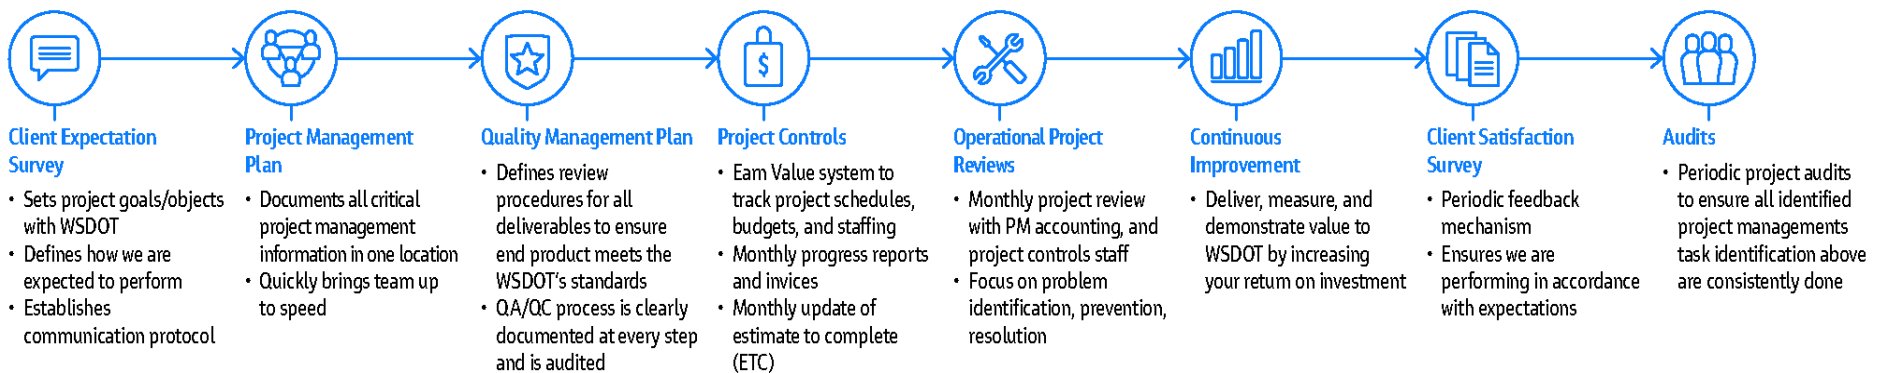 $
Client Expectation
Survey
• Sets project goals/objects
with WSDOT
• Defines how we are
expected to perform
• Establishes
communication protocol
Project Management
Plan
• Documents all critical
project management
information in one location
• Quickly brings team up
to speed
Quality Management Plan
• Defines review
procedures for all
deliverables to ensure
end product meets the
WSDOT's standards
• QA/QC process is clearly
documented at every step
and is audited
Project Controls
• Earn Value system to
track project schedules,
budgets, and staffing
• Monthly progress reports
and invices
• Monthly update of
estimate to complete
(ETC)
Operational Project
Reviews
• Monthly project review
with PM accounting, and
project controls staff
• Focus on problem
identification, prevention,
resolution
Continuous
Improvement
• Deliver, measure, and
demonstrate value to
WSDOT by increasing
your return on investment
Client Satisfaction
Survey
• Periodic feedback
mechanism
• Ensures we are
performing in accordance
with expectations
Audits
• Periodic project audits
to ensure all identified
project managements
task identification above
are consistently done